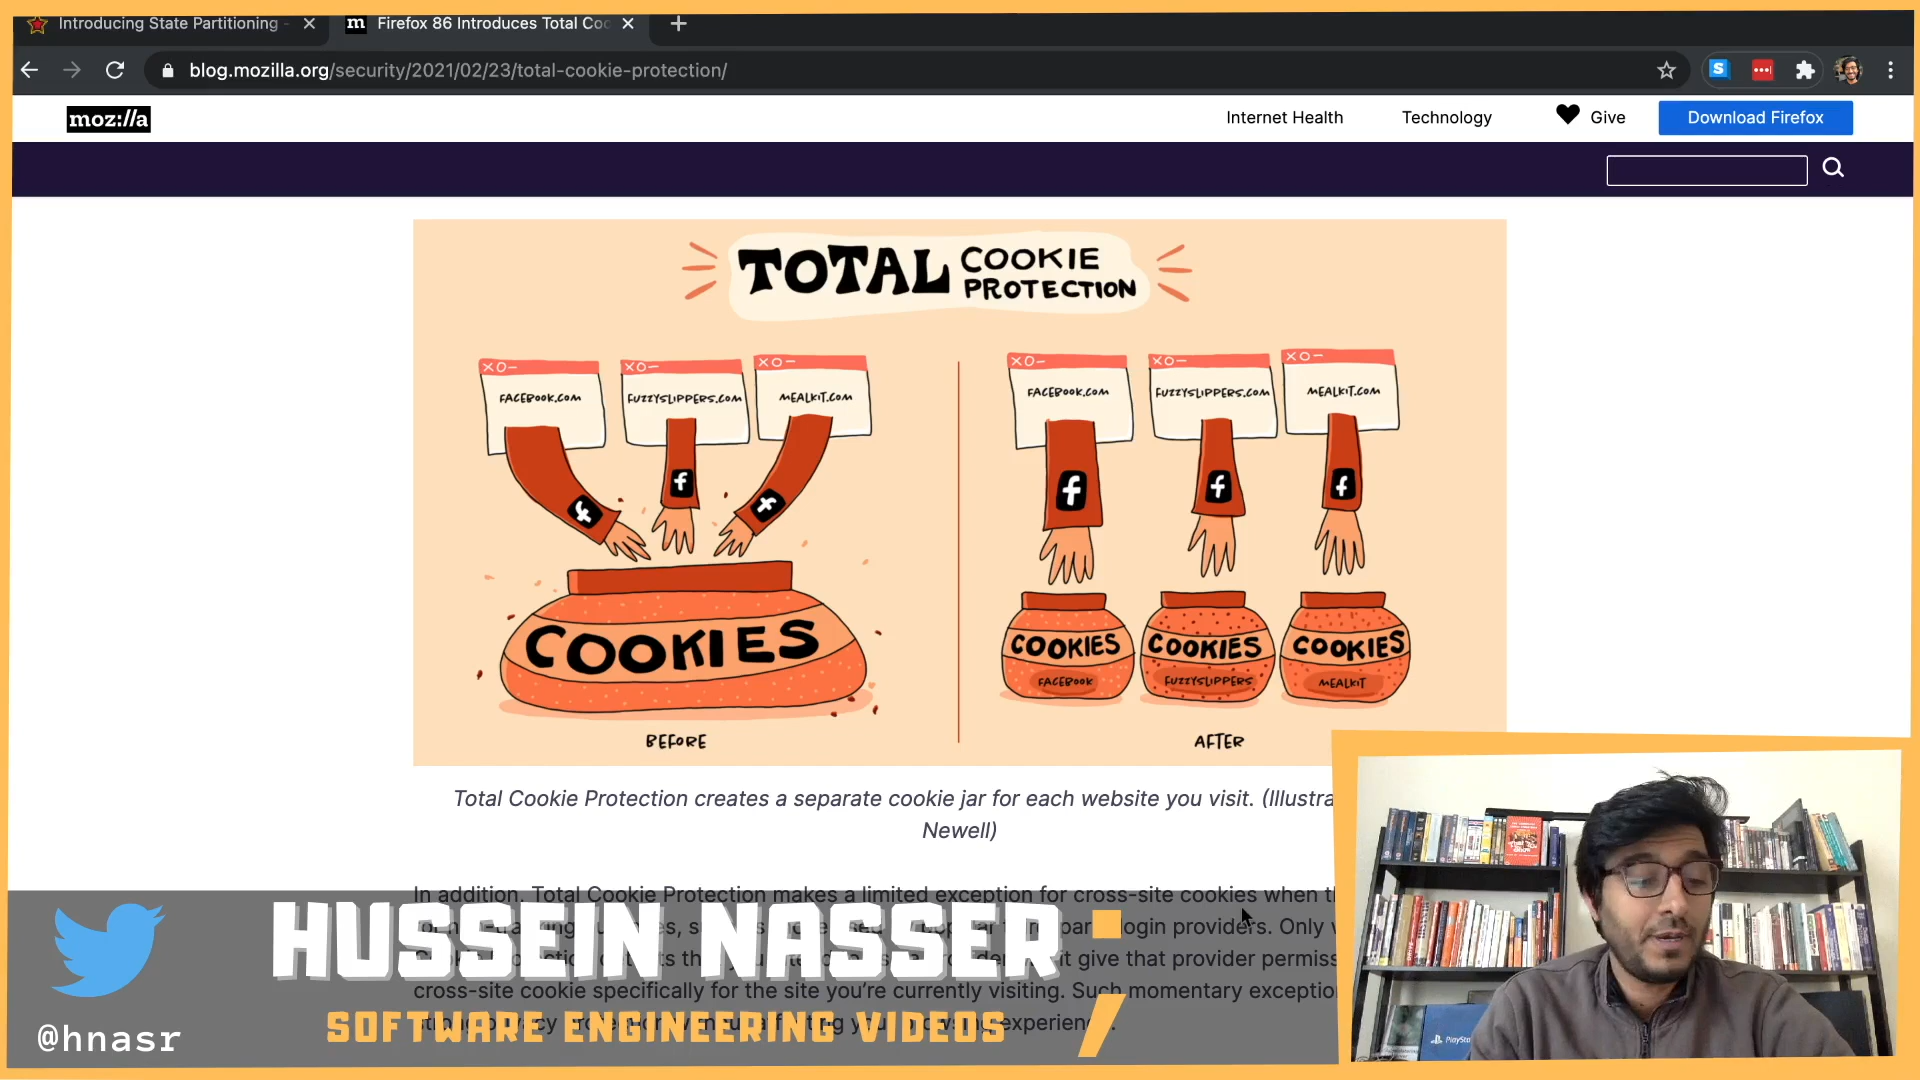 Introducing State Partitioning -
m Firefox 86 Introduces Total Coo
blog.mozilla.org/security/2021/02/23/total-cookie-protection/
moz://a
Internet Health
Technology
Give
Download Firefox
TOTAL COOKIE
PROTECTION
FACEBOOK.COM
FUZZYSLIPPERS.COM
MEALKIT.COM
FACEBOOK.COM
FUZZYSLIPPERS.COM
MEALKIT.COM
COOKIES
COOKIES
FACEBOOK
COOKIES
FUZZYSLIPPERS
COOKIES
MEALKIT
BEFORE
AFTER
Total Cookie Protection creates a separate cookie jar for each website you visit. (Illustra
Newell)
In addition, Total Cookie Protection makes a limited exception for cross-site cookies when
login providers. Only
give that provider permis
cross-site cookie specifically for the site you're currently visiting. Such momentary exception
HUSSEIN NASSER
SOFTWARE ENGINEERING VIDEOS
@hnasr